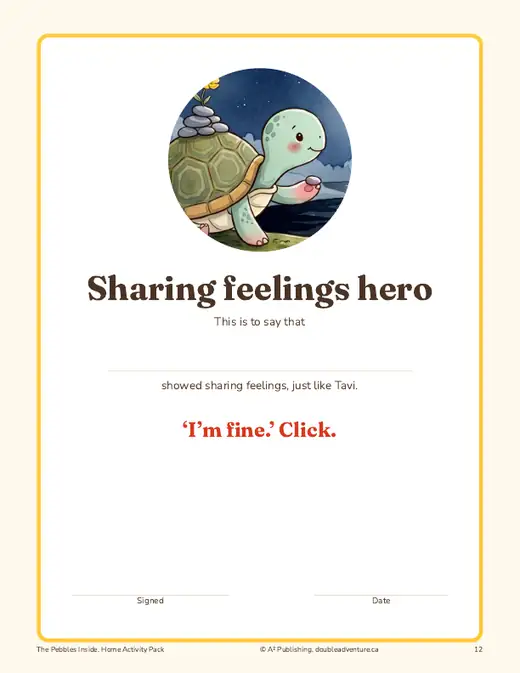 Sharing feelings hero
This is to say that
showed sharing feelings, just like Tavi.
‘I’m fine.’ Click.
Signed
Date
The Pebbles Inside. Home Activity Pack
© A² Publishing, doubleadventure.ca
12